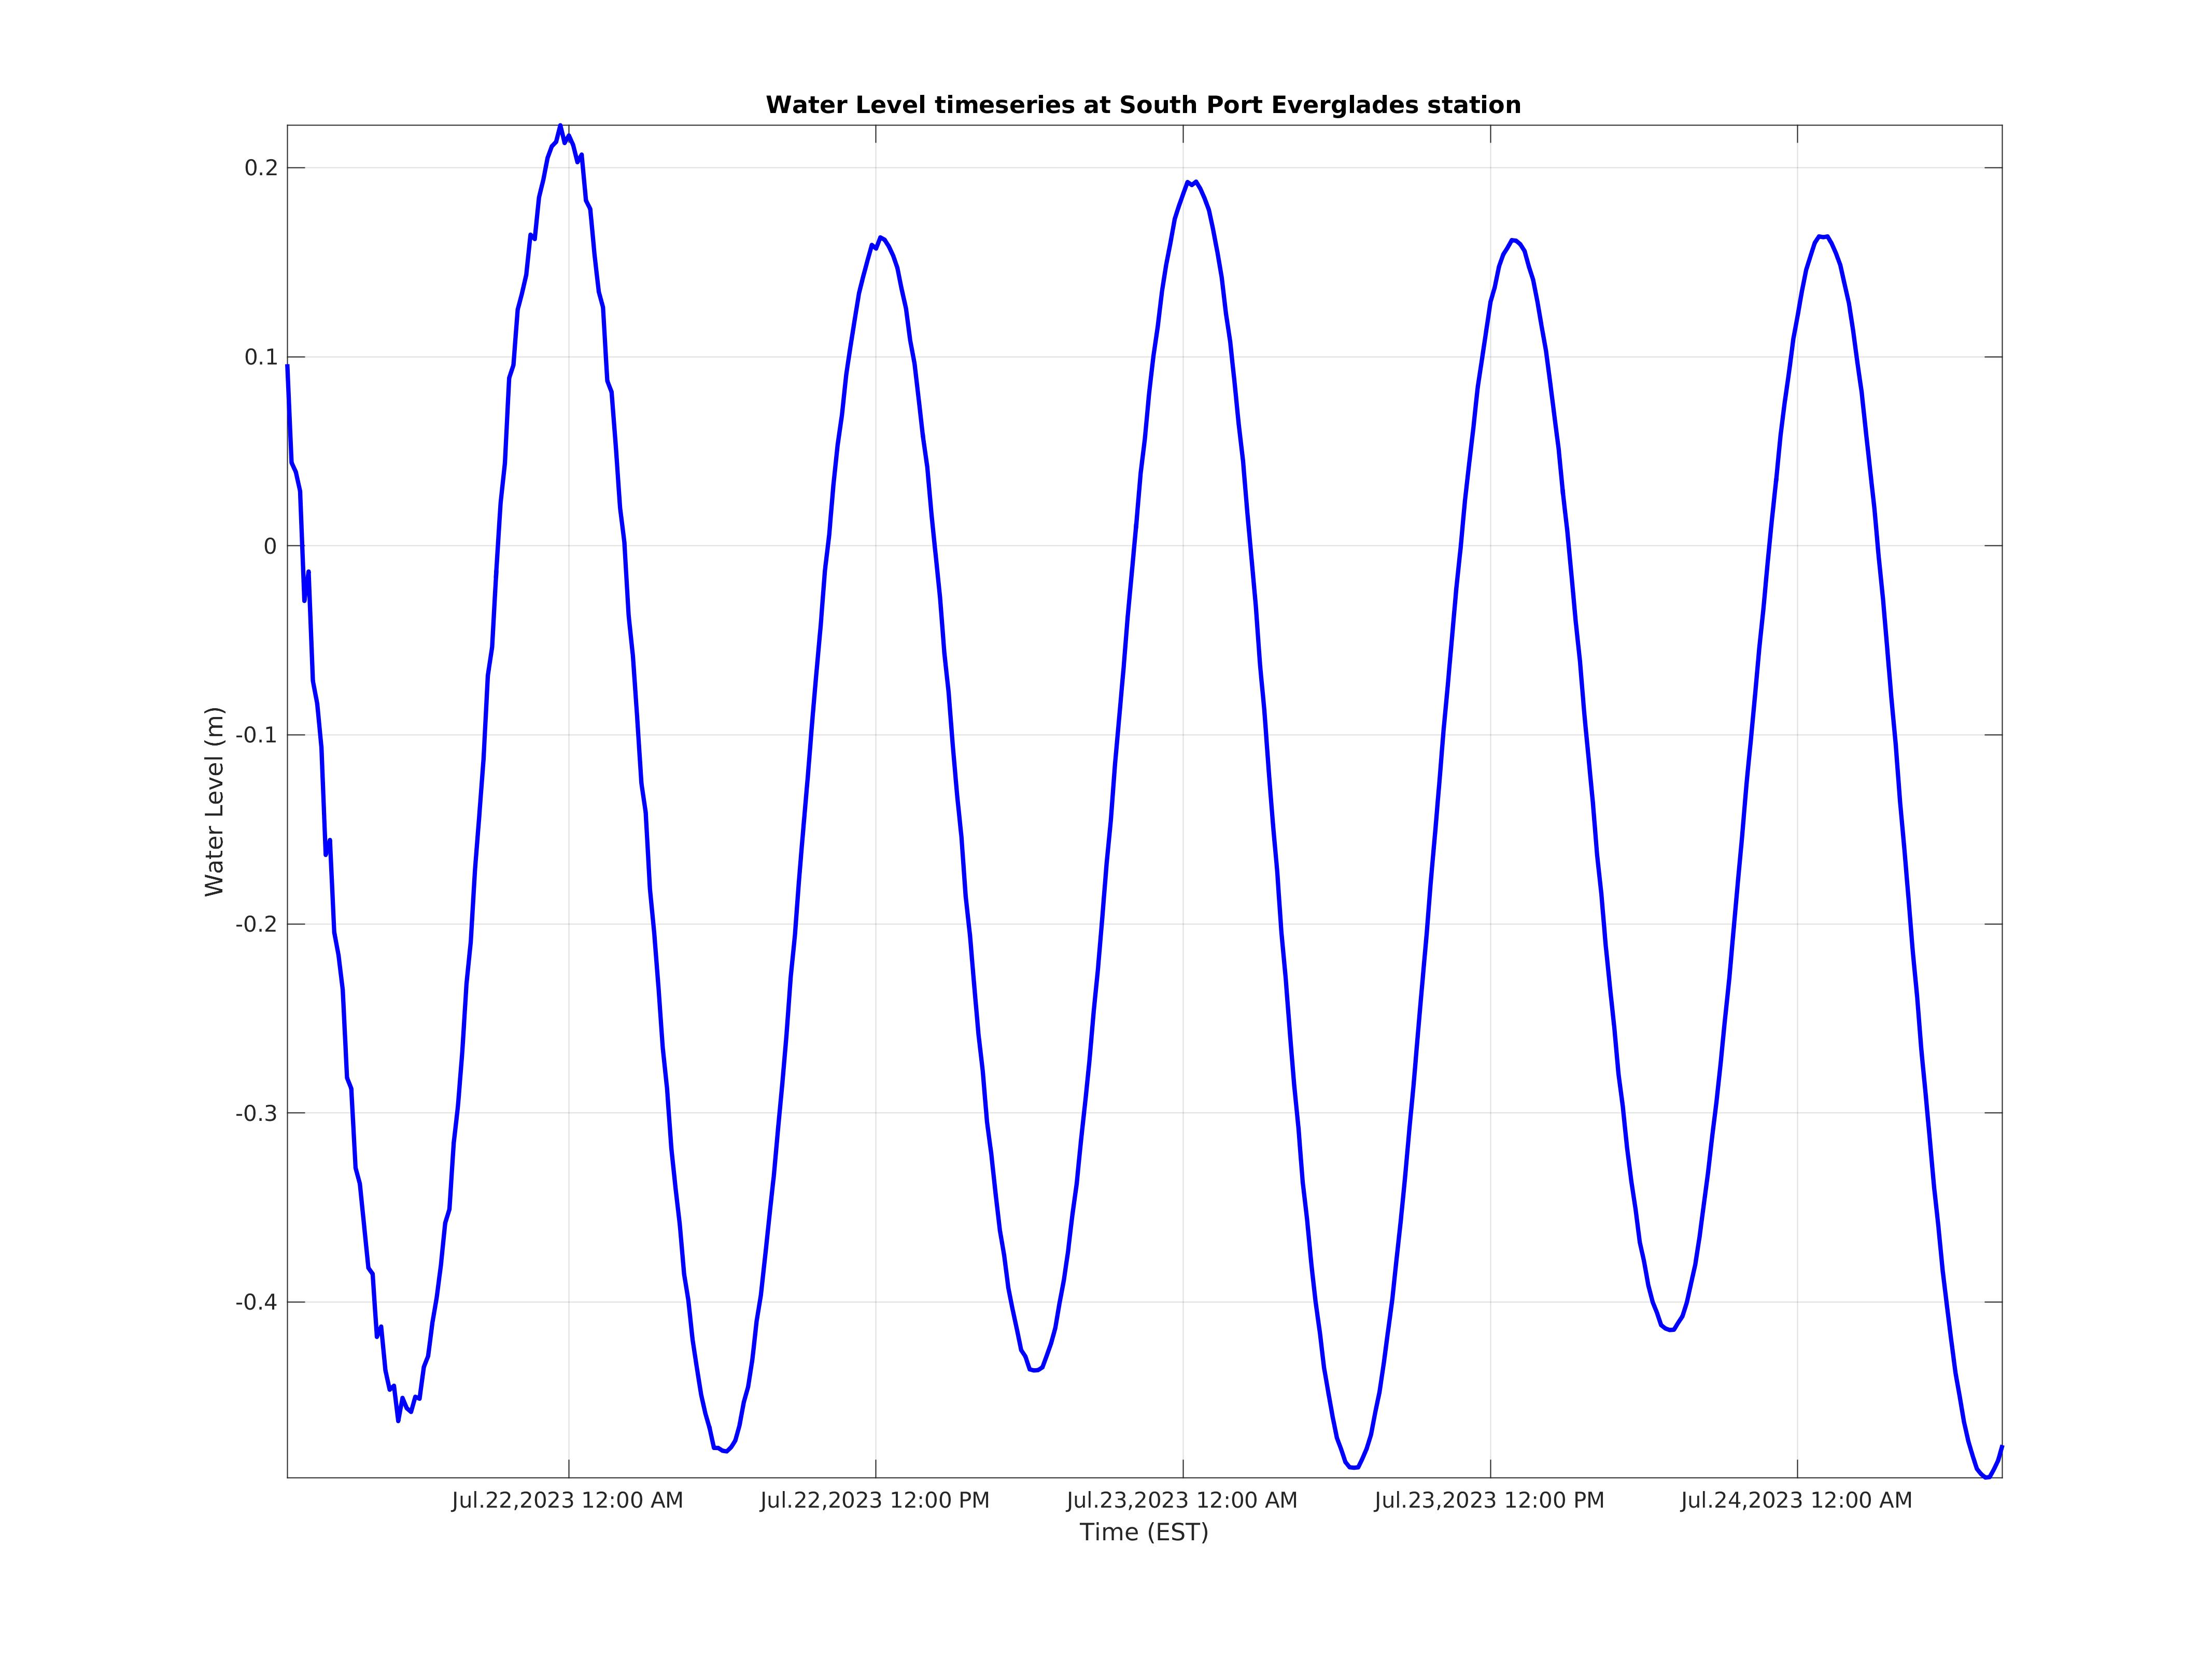 Water Level timeseries at South Port Everglades station
0.2
0.1
0
-0.1
-0.2
-0.3
-0.4
Water Level (m)
Jul.22,2023 12:00 AM
Jul.22,2023 12:00 PM
Jul.23,2023 12:00 AM
Jul.23,2023 12:00 PM
Jul.24,2023 12:00 AM
Time (EST)